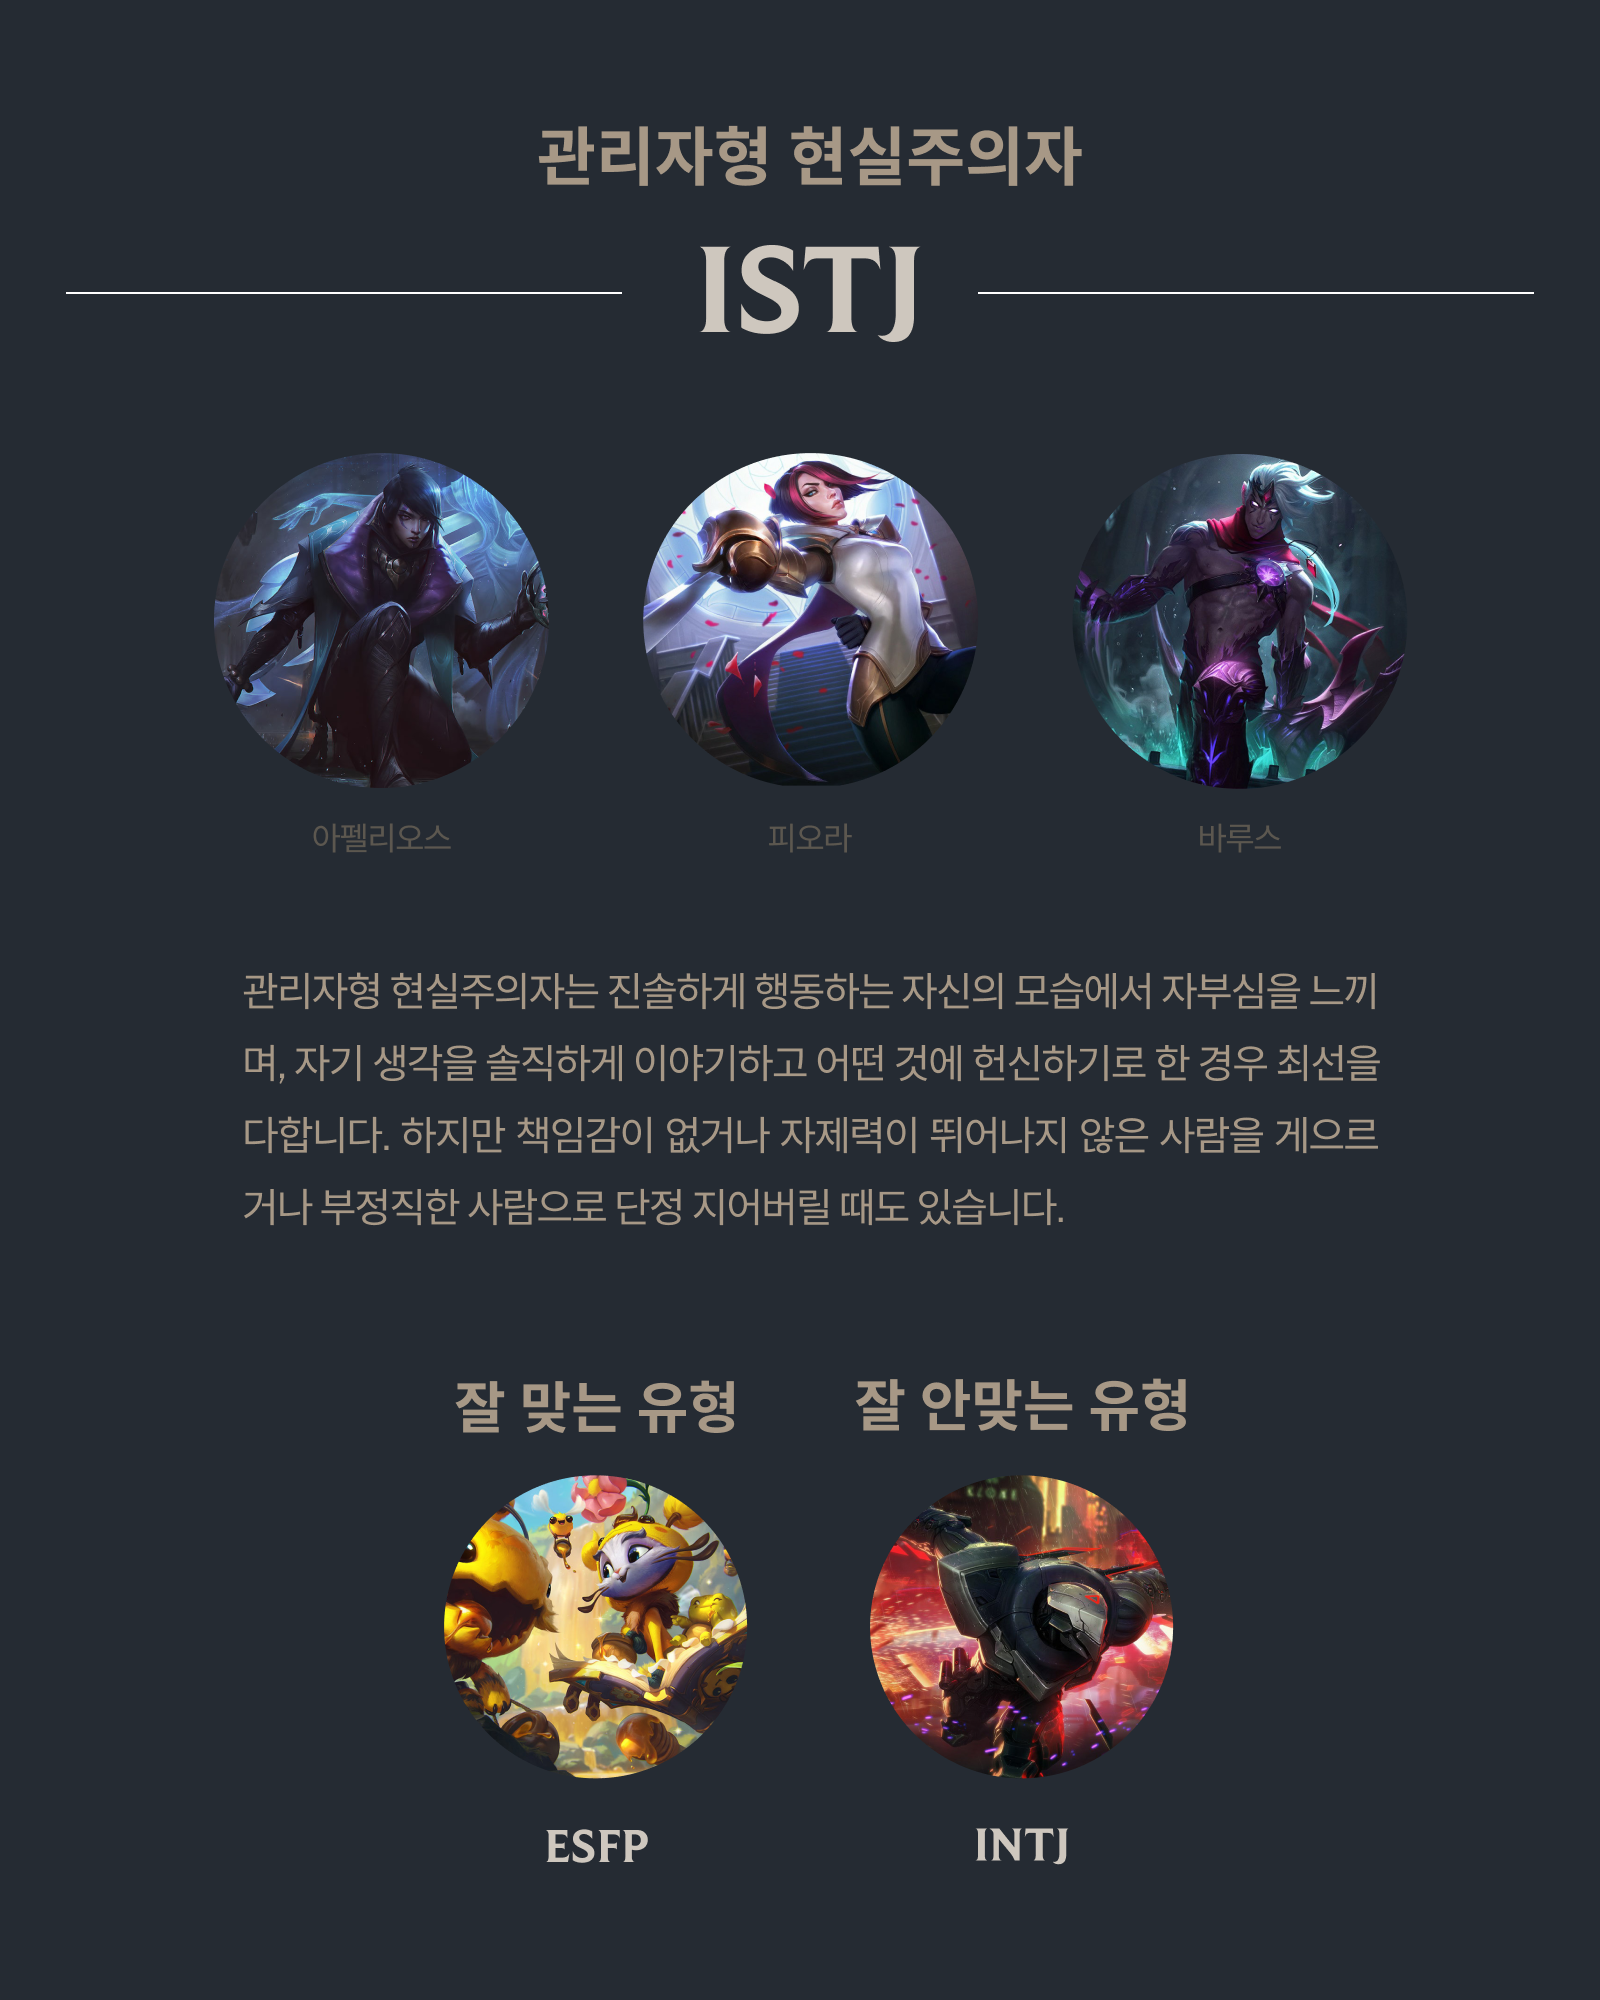 관리자형 현실주의자
ISTJ
아펠리오스
피오라
바루스
관리자형 현실주의자는 진솔하게 행동하는 자신의 모습에서 자부심을 느끼
며, 자기 생각을 솔직하게 이야기하고 어떤 것에 헌신하기로 한 경우 최선을
다합니다. 하지만 책임감이 없거나 자제력이 뛰어나지 않은 사람을 게으르
거나 부정직한 사람으로 단정 지어버릴 때도 있습니다.
잘 맞는 유형
잘 안맞는 유형
ESFP
INTJ